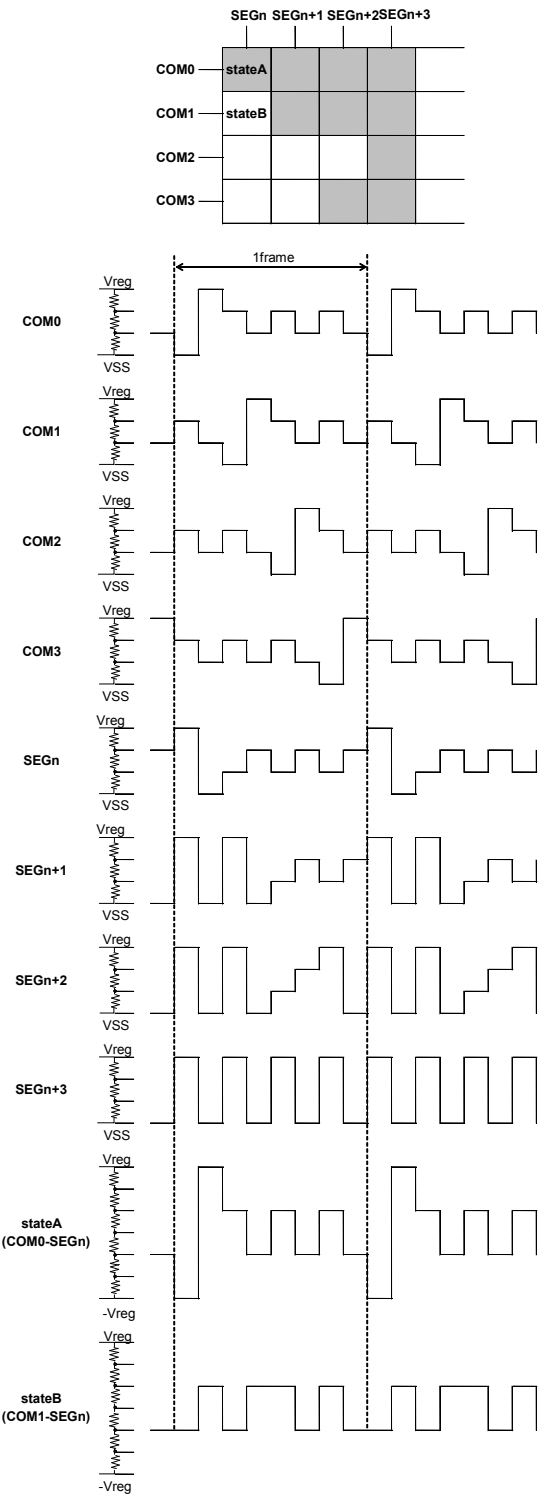 SEGn SEGn+1 SEGn+2 SEGn+3
COM0 stateA
COM1 stateB
COM2
COM3
1frame
Vreg
COM0
VSS
Vreg
COM1
VSS
Vreg
COM2
VSS
Vreg
COM3
VSS
Vreg
SEGn
VSS
Vreg
SEGn+1
VSS
Vreg
SEGn+2
VSS
Vreg
SEGn+3
VSS
Vreg
stateA
(COM0-SEGn)
-Vreg
Vreg
stateB
(COM1-SEGn)
-Vreg